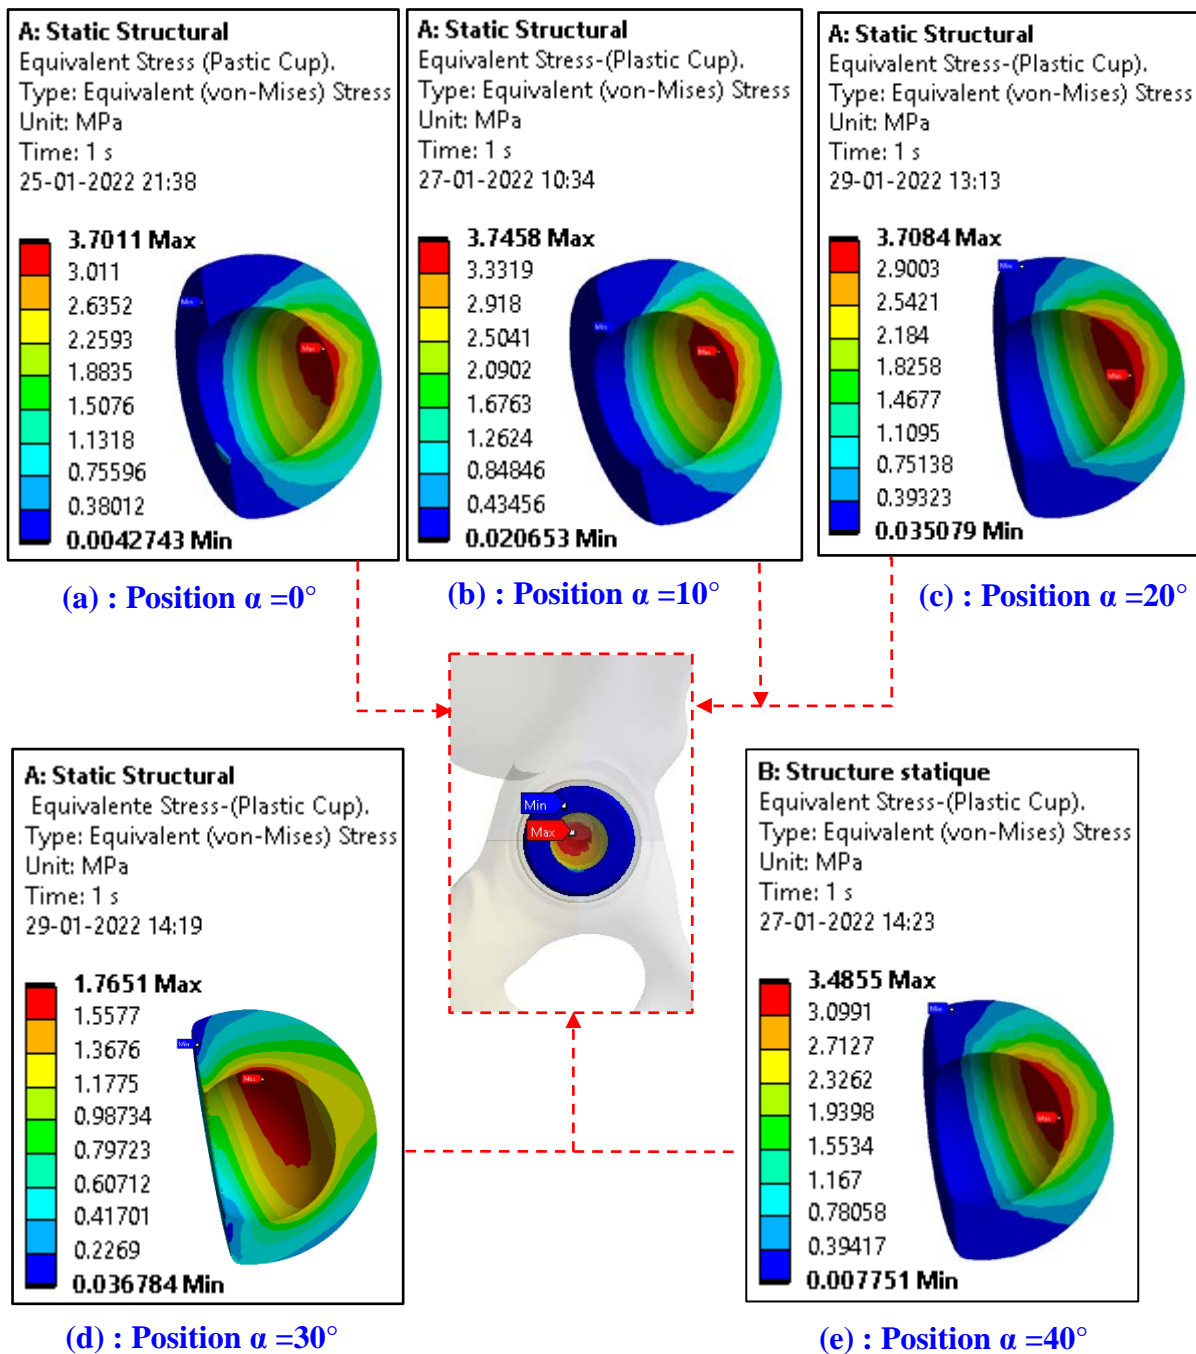 A: Static Structural
Equivalent Stress (Pastic Cup).
Type: Equivalent (von-Mises) Stress
Unit: MPa
Time: 1 s
25-01-2022 21:38
3.7011 Max
3.011
2.6352
2.2593
1.8835
1.5076
1.1318
0.75596
0.38012
0.0042743 Min
Min
Max
(a) : Position α =0°
A: Static Structural
Equivalent Stress-(Plastic Cup).
Type: Equivalent (von-Mises) Stress
Unit: MPa
Time: 1 s
27-01-2022 10:34
3.7458 Max
3.3319
2.918
2.5041
2.0902
1.6763
1.2624
0.84846
0.43456
0.020653 Min
Min
Max
(b) : Position α =10°
A: Static Structural
Equivalent Stress-(Plastic Cup).
Type: Equivalent (von-Mises) Stress
Unit: MPa
Time: 1 s
29-01-2022 13:13
3.7084 Max
2.9003
2.5421
2.184
1.8258
1.4677
1.1095
0.75138
0.39323
0.035079 Min
Min
Max
(c) : Position α =20°
Min
Max
A: Static Structural
Equivalente Stress-(Plastic Cup).
Type: Equivalent (von-Mises) Stress
Unit: MPa
Time: 1 s
29-01-2022 14:19
1.7651 Max
1.5577
1.3676
1.1775
0.98734
0.79723
0.60712
0.41701
0.2269
0.036784 Min
Min
Max
(d) : Position α =30°
B: Structure statique
Equivalent Stress-(Plastic Cup).
Type: Equivalent (von-Mises) Stress
Unit: MPa
Time: 1 s
27-01-2022 14:23
3.4855 Max
3.0991
2.7127
2.3262
1.9398
1.5534
1.167
0.78058
0.39417
0.007751 Min
Min
Max
(e) : Position α =40°